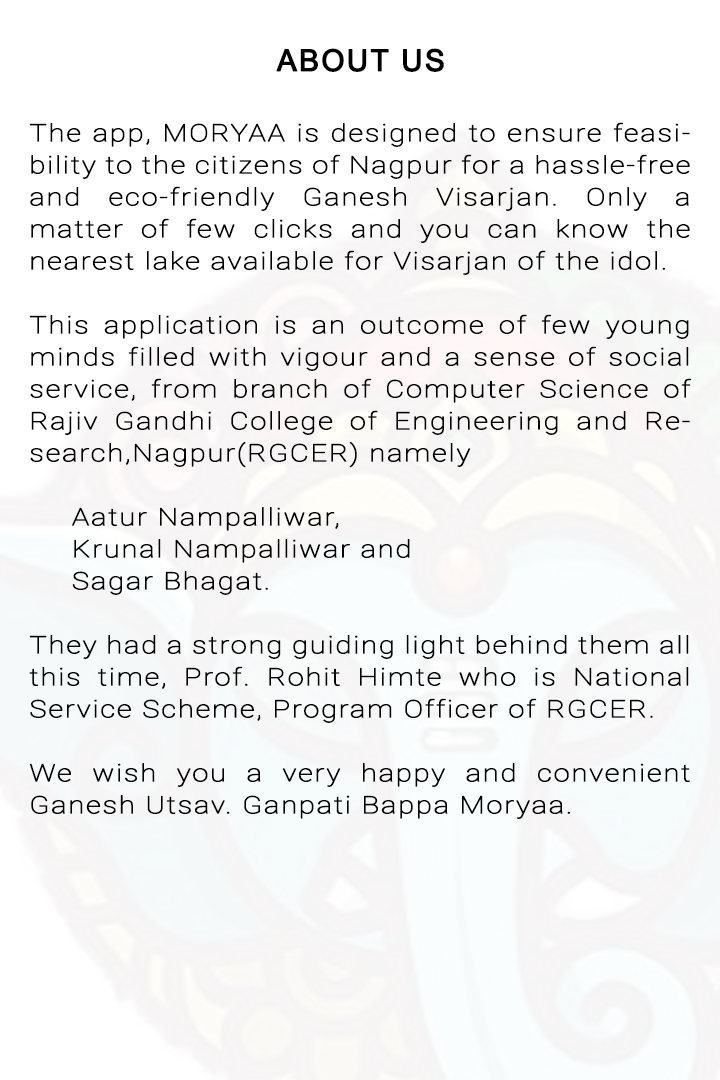 ABOUT US
The app, MORYAA is designed to ensure feasi-
bility to the citizens of Nagpur for a hassle-free
and eco-friendly Ganesh Visarjan. Only a
matter of few clicks and you can know the
nearest lake available for Visarjan of the idol.
This application is an outcome of few young
minds filled with vigour and a sense of social
service, from branch of Computer Science of
Rajiv Gandhi College of Engineering and Re-
search,Nagpur(RGCER) namely
Aatur Nampalliwar,
Krunal Nampalliwar and
Sagar Bhagat.
They had a strong guiding light behind them all
this time, Prof. Rohit Himte who is National
Service Scheme, Program Officer of RGCER.
We wish you a very happy and convenient
Ganesh Utsav. Ganpati Bappa Moryaa.